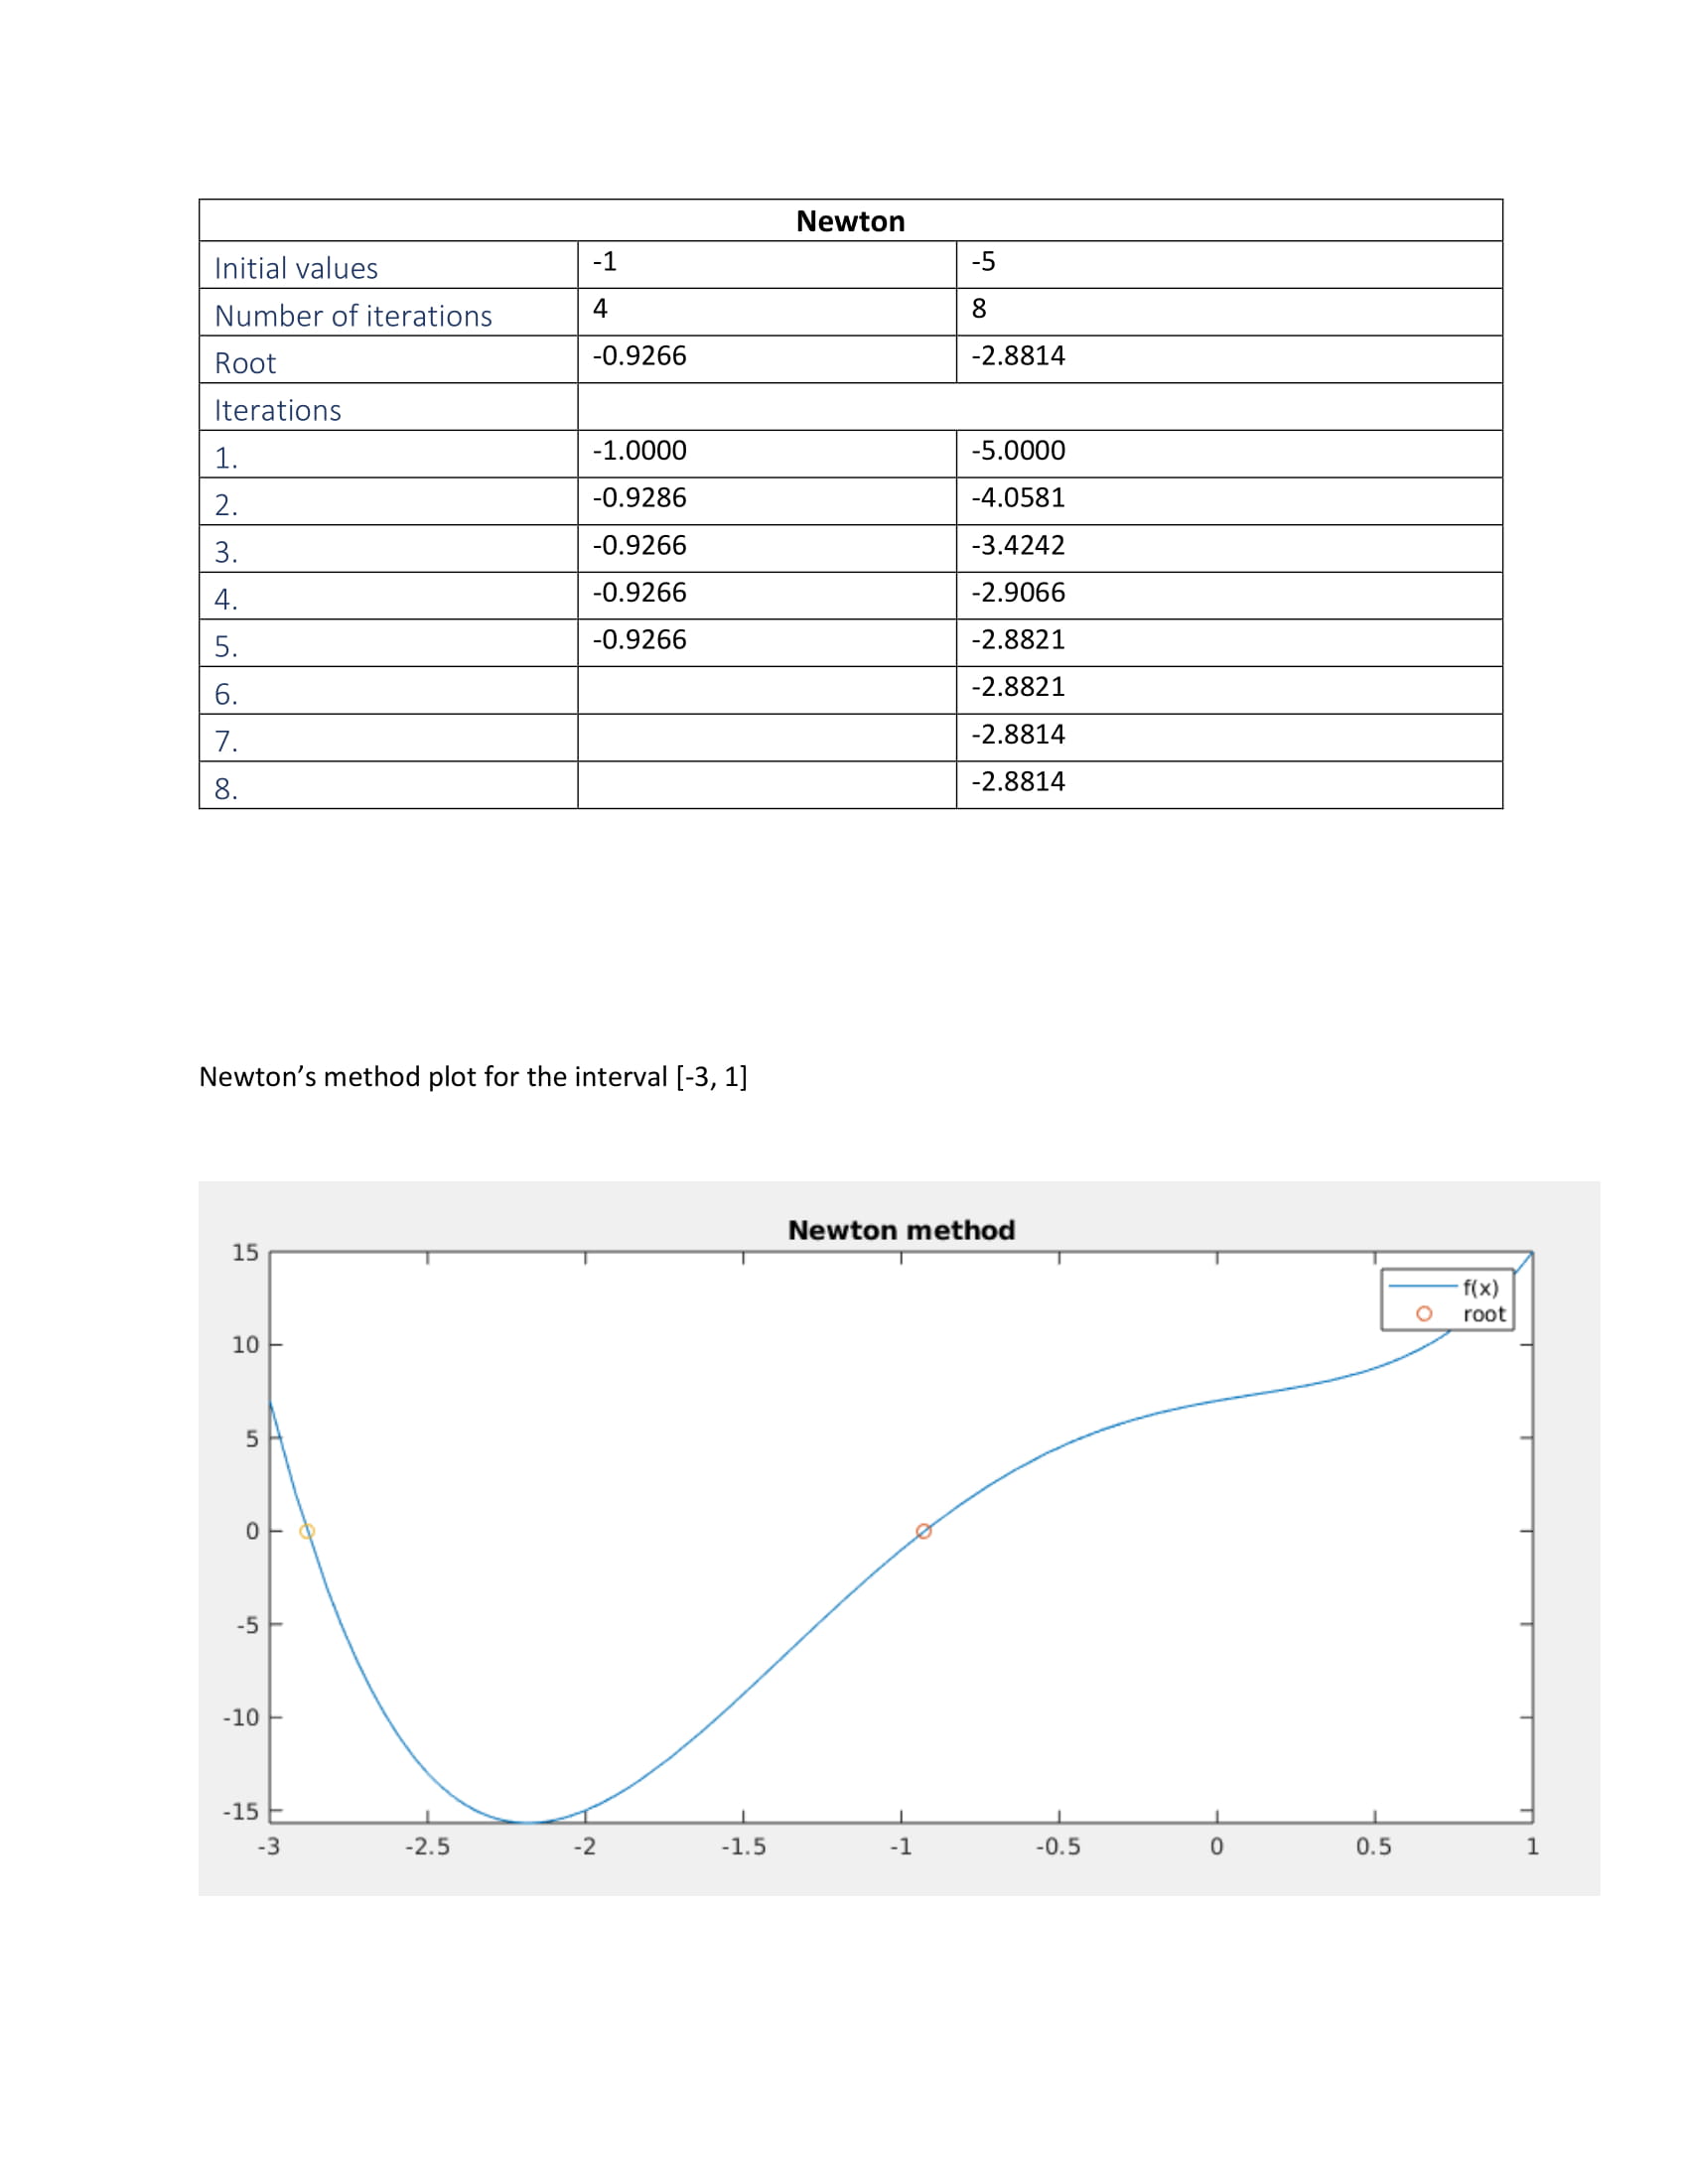 Newton
Initial values -1 -5
Number of iterations 4 8
Root -0.9266 -2.8814
Iterations
1. -1.0000 -5.0000
2. -0.9286 -4.0581
3. -0.9266 -3.4242
4. -0.9266 -2.9066
5. -0.9266 -2.8821
6. -2.8821
7. -2.8814
8. -2.8814
Newton’s method plot for the interval [-3, 1]
Newton method
15
f(x)
root
10
5
0
-5
-10
-15
-3 -2.5 -2 -1.5 -1 -0.5 0 0.5 1